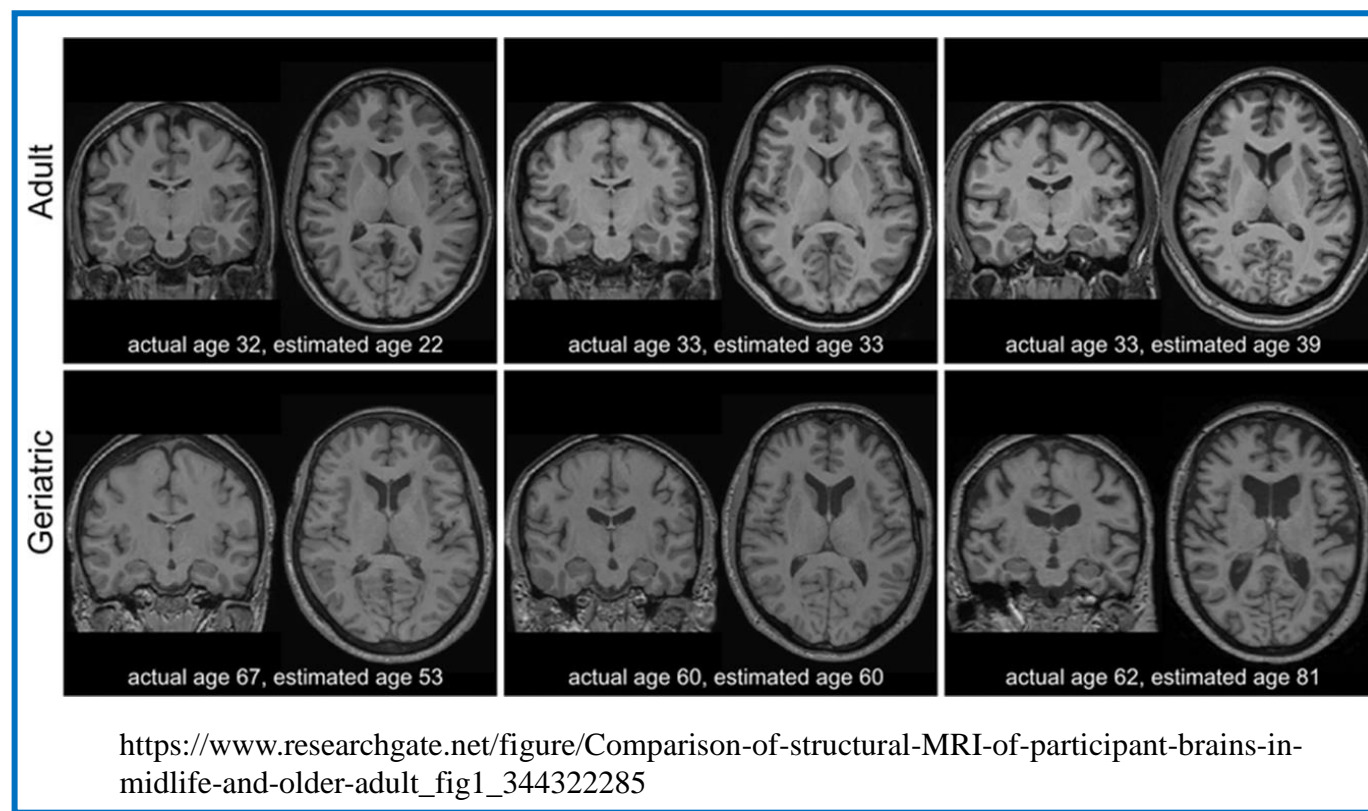 Adult
actual age 32, estimated age 22
actual age 33, estimated age 33
actual age 33, estimated age 39
Geriatric
actual age 67, estimated age 53
actual age 60, estimated age 60
actual age 62, estimated age 81
https://www.researchgate.net/figure/Comparison-of-structural-MRI-of-participant-brains-in-
midlife-and-older-adult_fig1_344322285